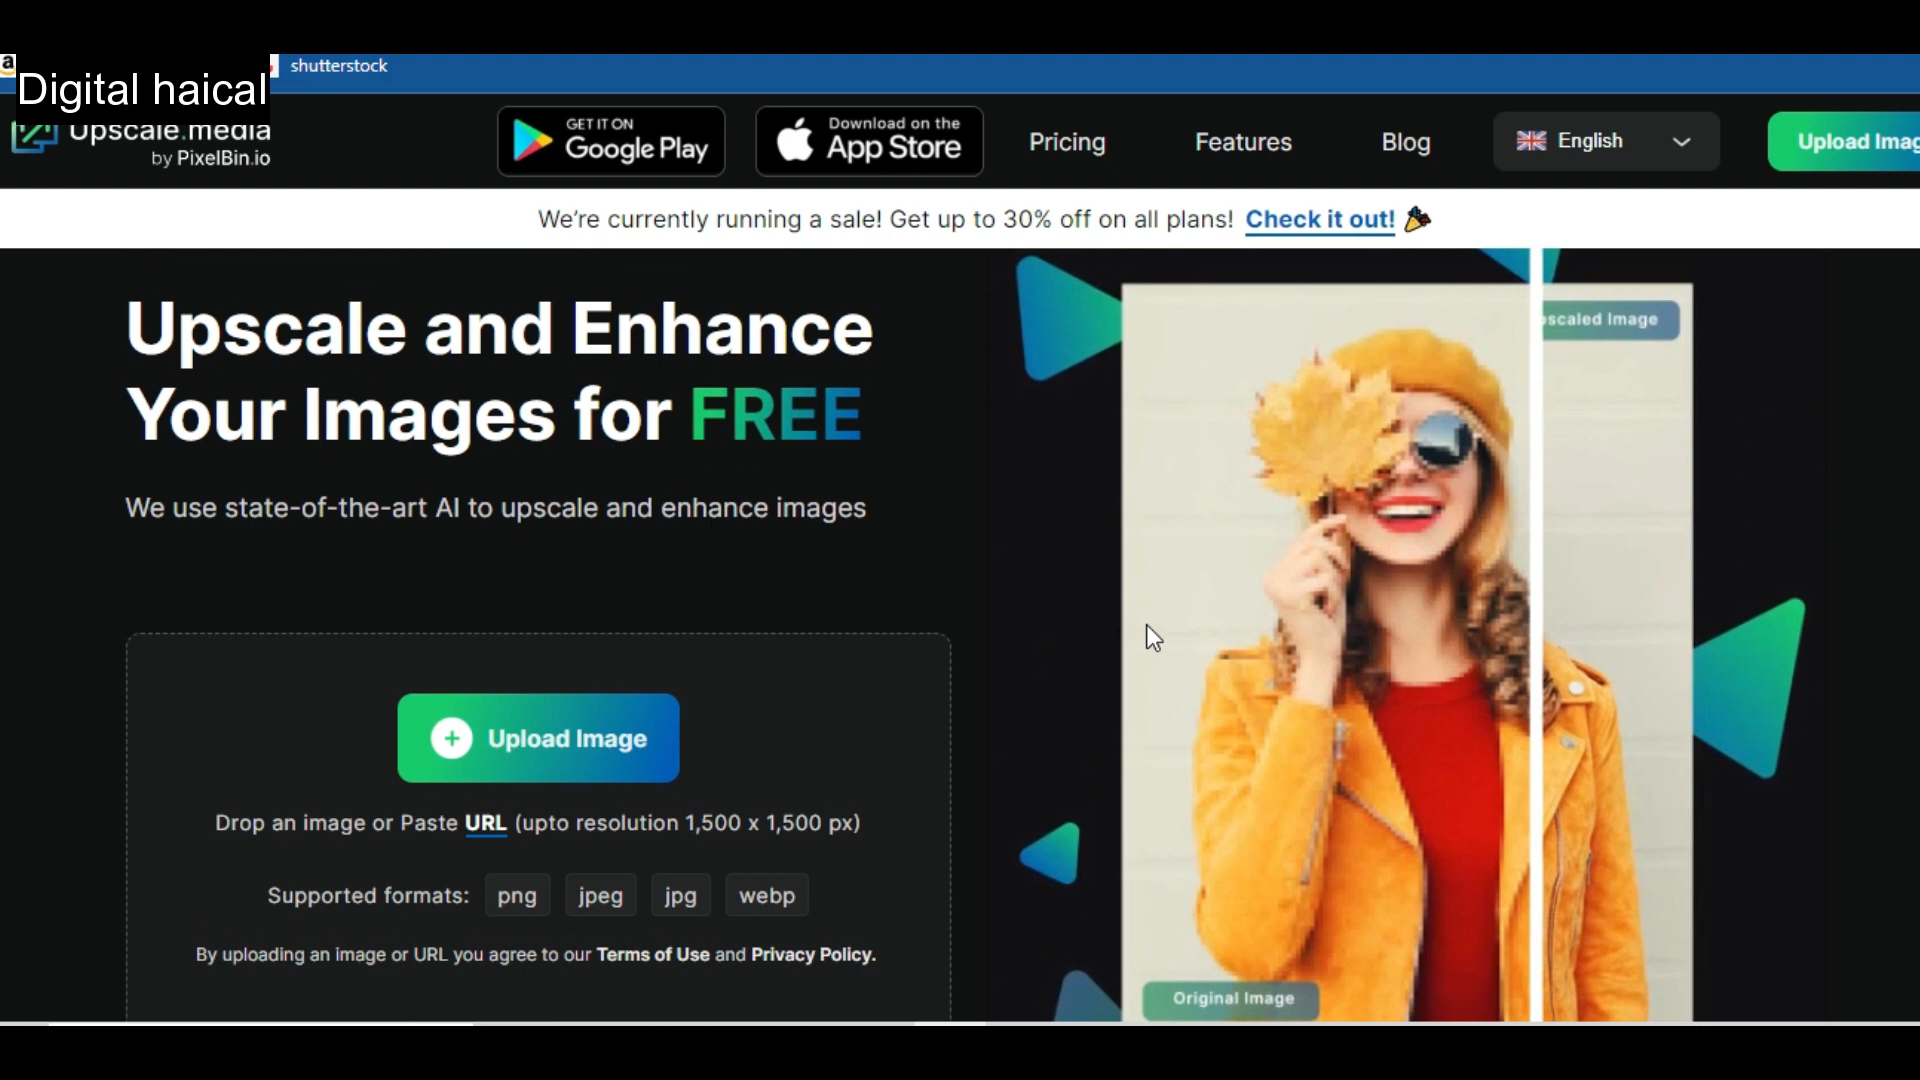 shutterstock
Digital haical
Upscale.media
by PixelBin.io
GET IT ON
Google Play
Download on the
App Store
Pricing
Features
Blog
English
Upload Imag
We're currently running a sale! Get up to 30% off on all plans! Check it out!
Upscale and Enhance
Your Images for FREE
We use state-of-the-art AI to upscale and enhance images
scaled Image
Upload Image
Drop an image or Paste URL (upto resolution 1,500 x 1,500 px)
Supported formats: png jpeg jpg webp
By uploading an image or URL you agree to our Terms of Use and Privacy Policy.
Original Image